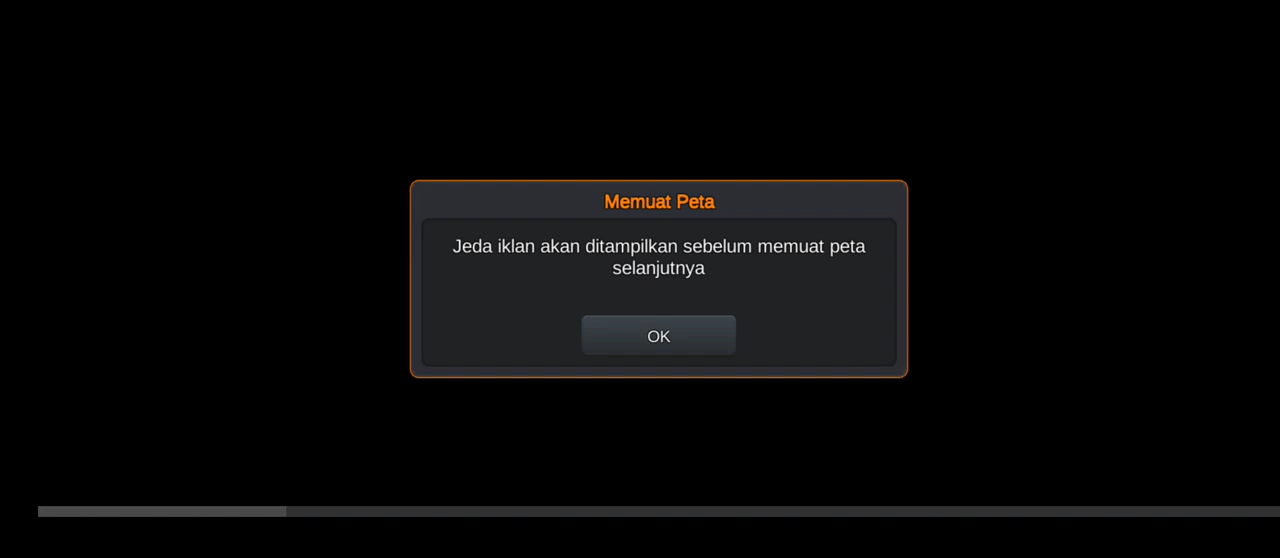 Memuat Peta
Jeda iklan akan ditampilkan sebelum memuat peta
selanjutnya
OK